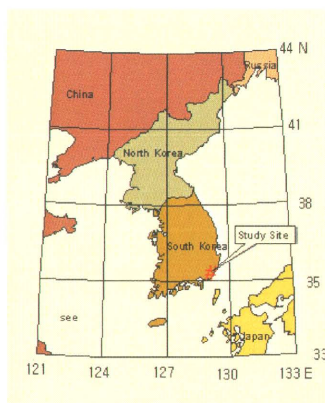 44 N
Russia
China
41
North Korea
38
Study Site
South Korea
35
see
Japan
33
121 124 127 130 133 E